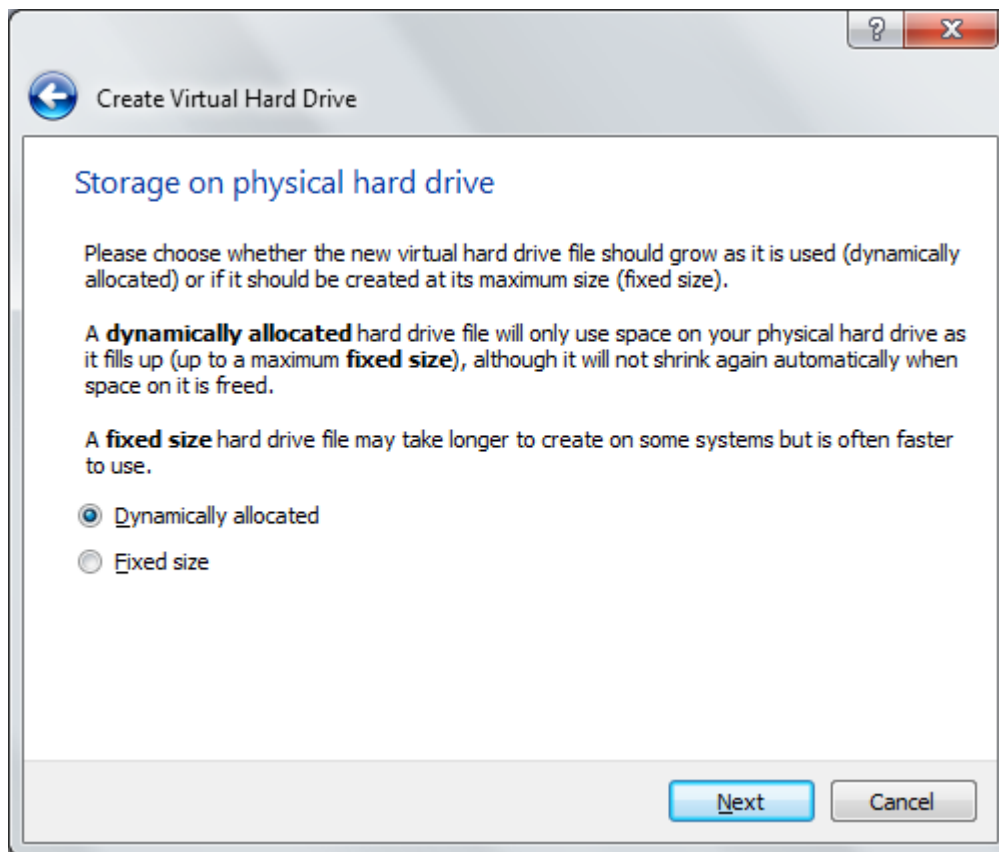 ?
Create Virtual Hard Drive
Storage on physical hard drive
Please choose whether the new virtual hard drive file should grow as it is used (dynamically
allocated) or if it should be created at its maximum size (fixed size).
A dynamically allocated hard drive file will only use space on your physical hard drive as
it fills up (up to a maximum fixed size), although it will not shrink again automatically when
space on it is freed.
A fixed size hard drive file may take longer to create on some systems but is often faster
to use.
Dynamically allocated
Fixed size
Next Cancel